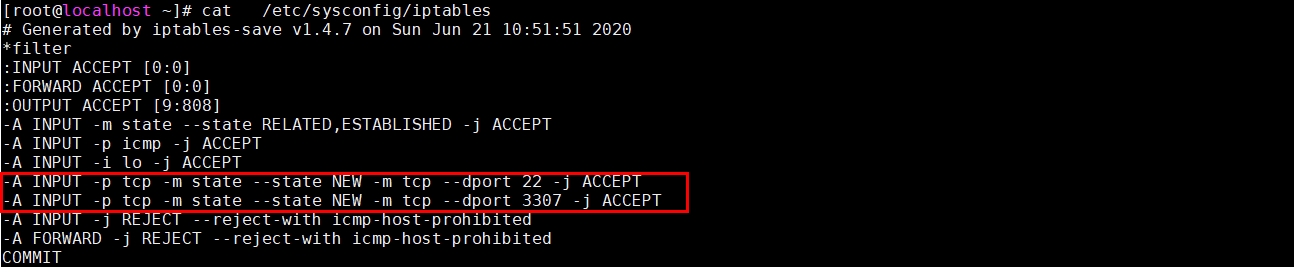 [root@localhost ~]# cat   /etc/sysconfig/iptables
# Generated by iptables-save v1.4.7 on Sun Jun 21 10:51:51 2020
*filter
:INPUT ACCEPT [0:0]
:FORWARD ACCEPT [0:0]
:OUTPUT ACCEPT [9:808]
-A INPUT -m state --state RELATED,ESTABLISHED -j ACCEPT
-A INPUT -p icmp -j ACCEPT
-A INPUT -i lo -j ACCEPT
-A INPUT -p tcp -m state --state NEW -m tcp --dport 22 -j ACCEPT
-A INPUT -p tcp -m state --state NEW -m tcp --dport 3307 -j ACCEPT
-A INPUT -j REJECT --reject-with icmp-host-prohibited
-A FORWARD -j REJECT --reject-with icmp-host-prohibited
COMMIT